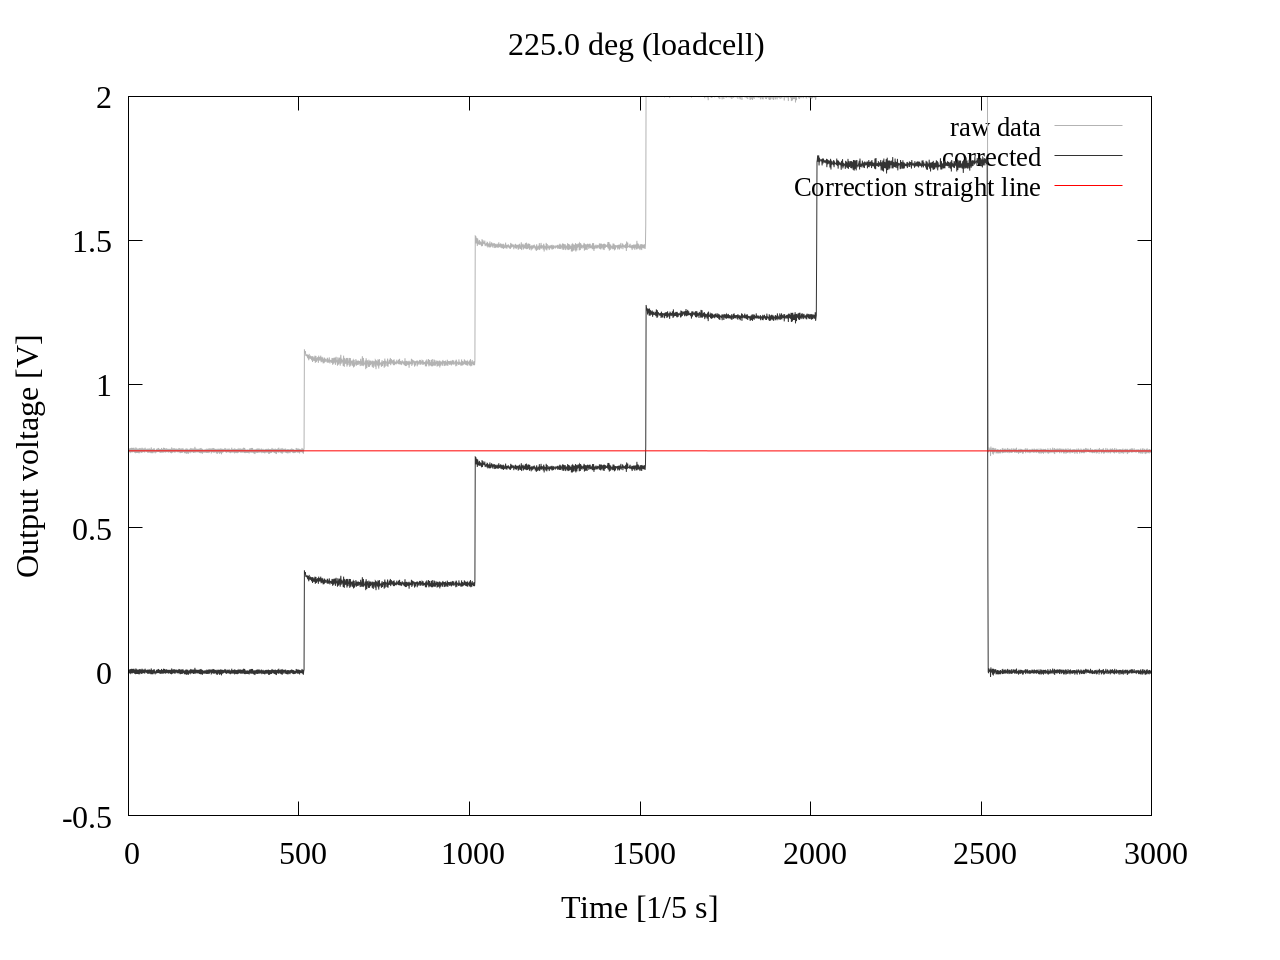 225.0 deg (loadcell)
2
1.5
1
0.5
0
-0.5
Output voltage [V]
raw data
corrected
Correction straight line
0 500 1000 1500 2000 2500 3000
Time [1/5 s]